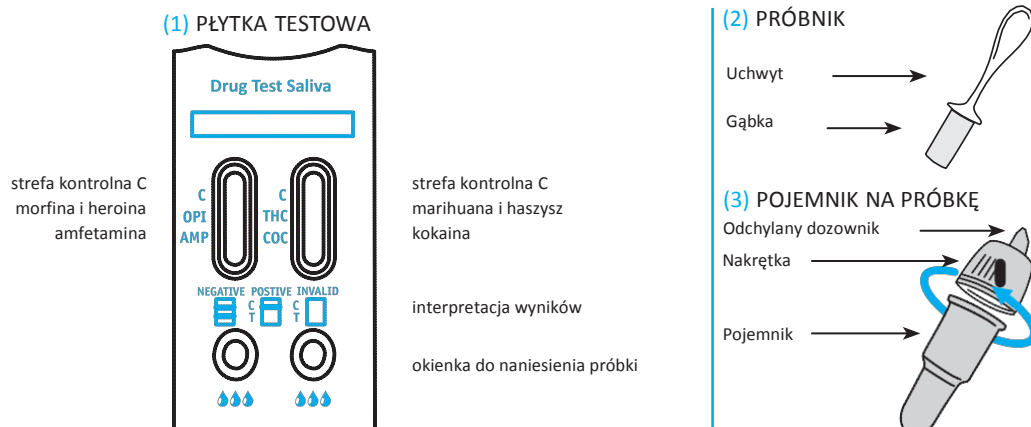 (1) PŁYTKA TESTOWA
Drug Test Saliva
strefa kontrolna C
morfina i heroina
amfetamina
C
OPI
AMP
C
THC
COC
strefa kontrolna C
marihuana i haszysz
kokaina
NEGATIVE POSTIVE INVALID
C
T
C
T
interpretacja wyników
okienka do naniesienia próbki
(2) PRÓBNIK
Uchwyt
Gąbka
(3) POJEMNIK NA PRÓBKĘ
Odchylany dozownik
Nakrętka
Pojemnik